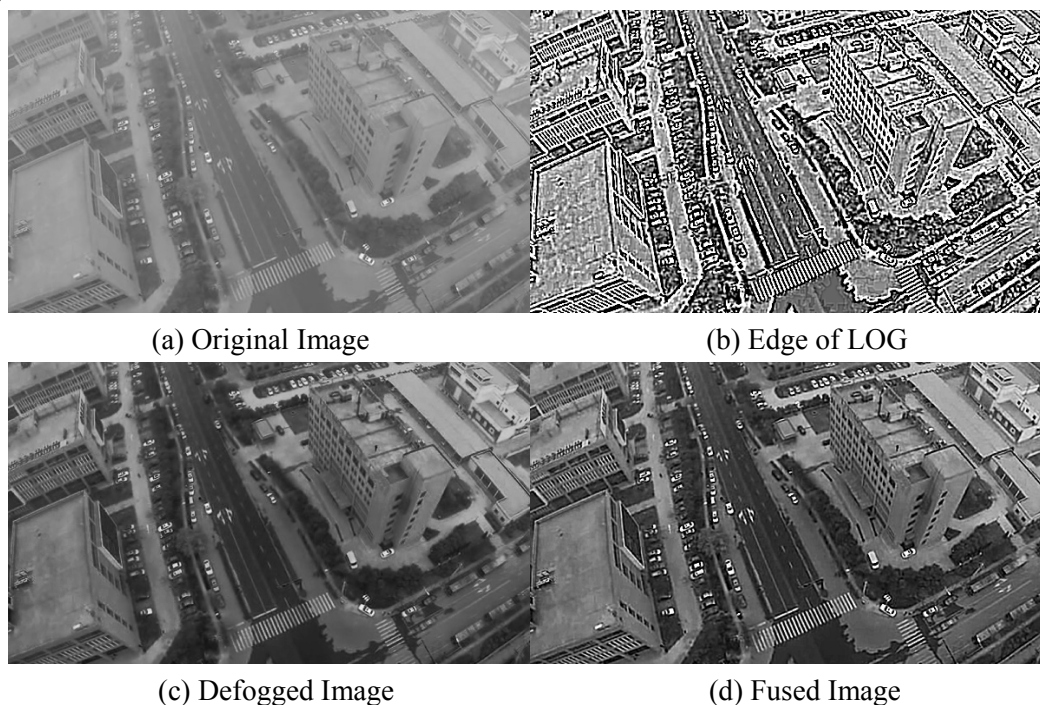 (a) Original Image
(b) Edge of LOG
(c) Defogged Image
(d) Fused Image